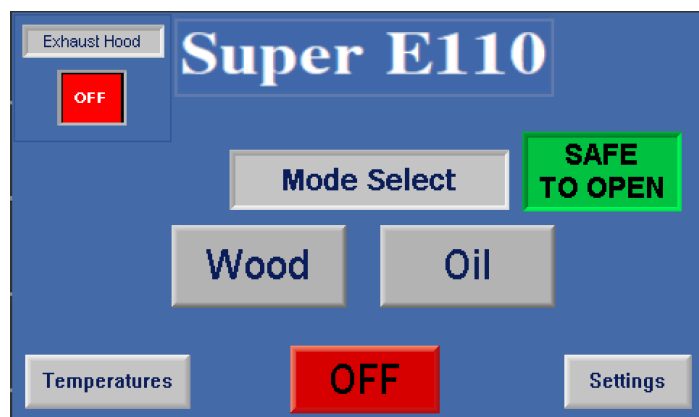 Exhaust Hood
OFF
Super E110
Mode Select
SAFE
TO OPEN
Wood
Oil
Temperatures
OFF
Settings